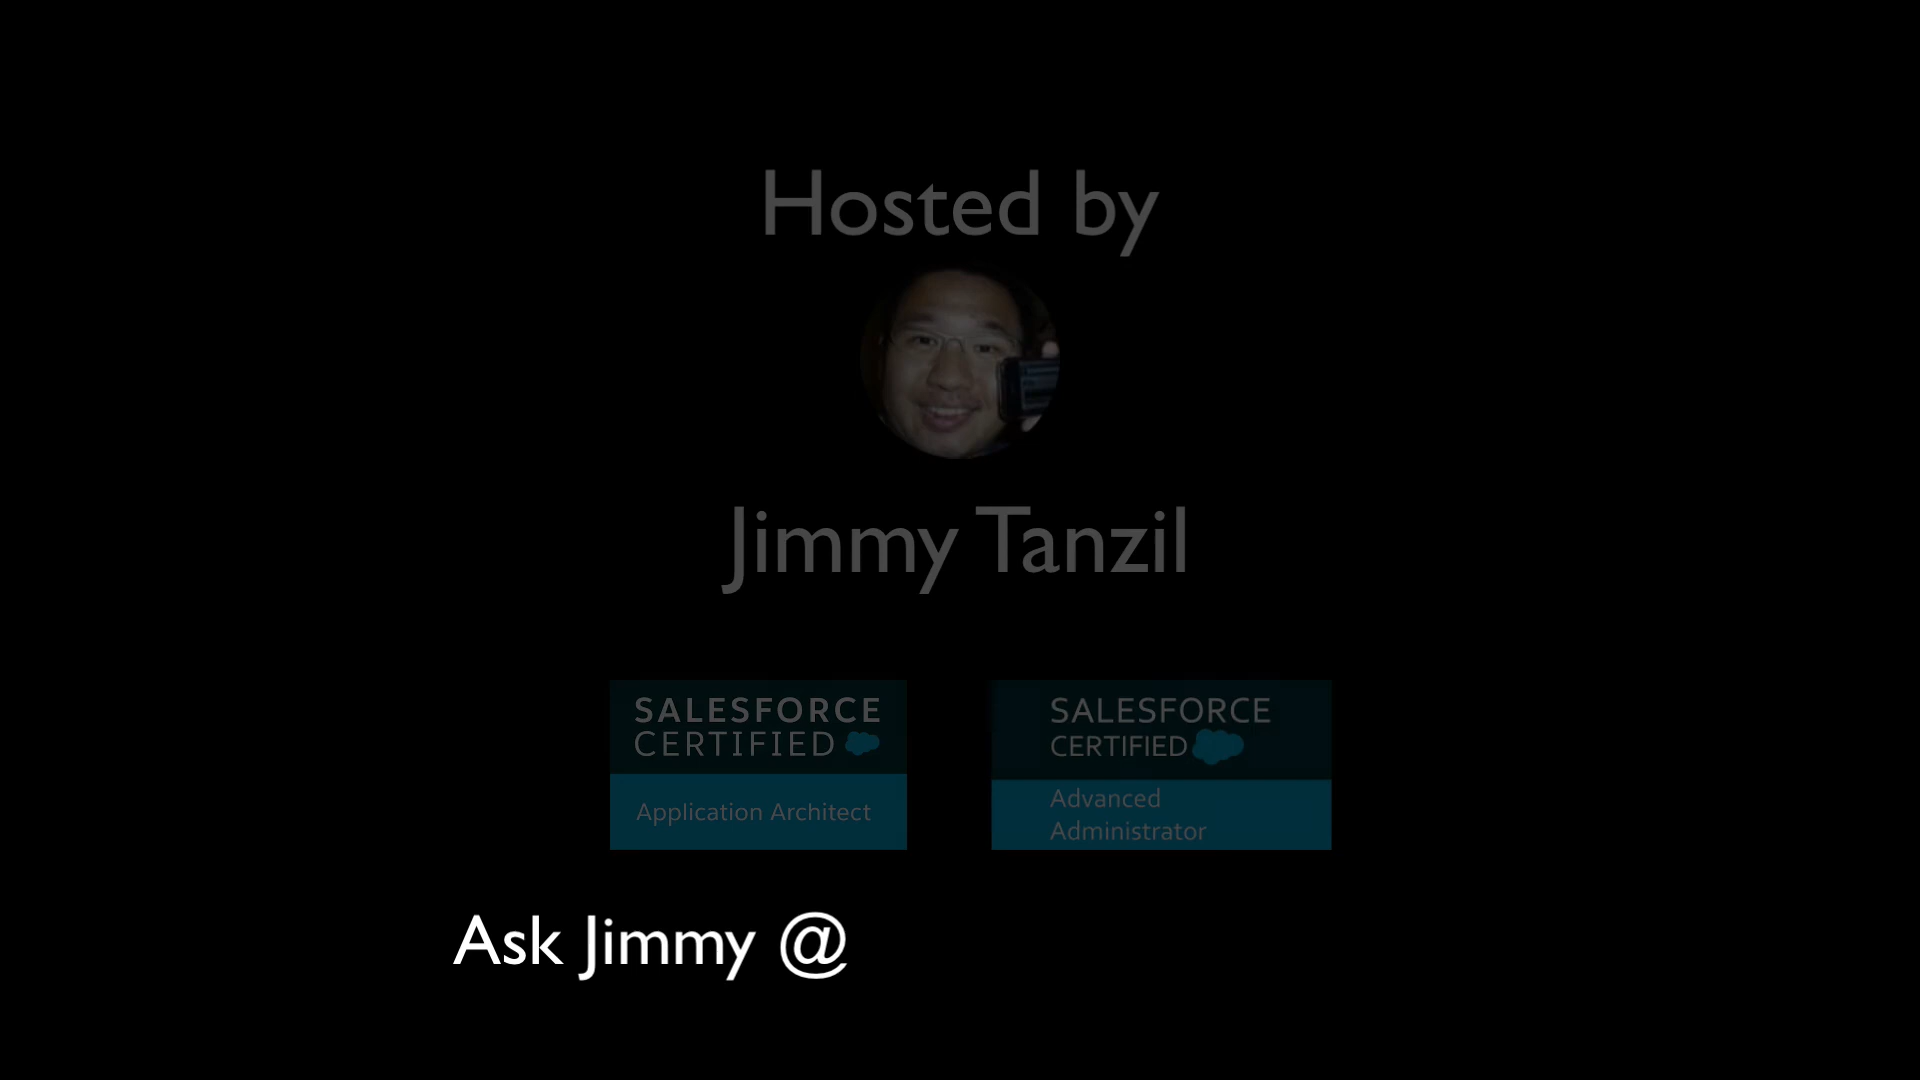 Hosted by
Jimmy Tanzil
SALESFORCE
CERTIFIED
Application Architect
SALESFORCE
CERTIFIED
Advanced
Administrator
Ask Jimmy @